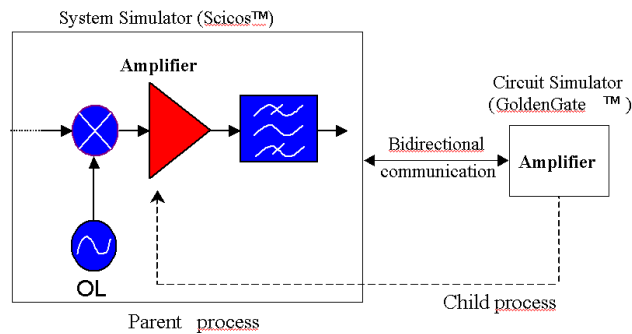 System Simulator (Scicos™)
Amplifier
Circuit Simulator
(GoldenGate ™)
Bidirectional
communication
Amplifier
OL
Child process
Parent process